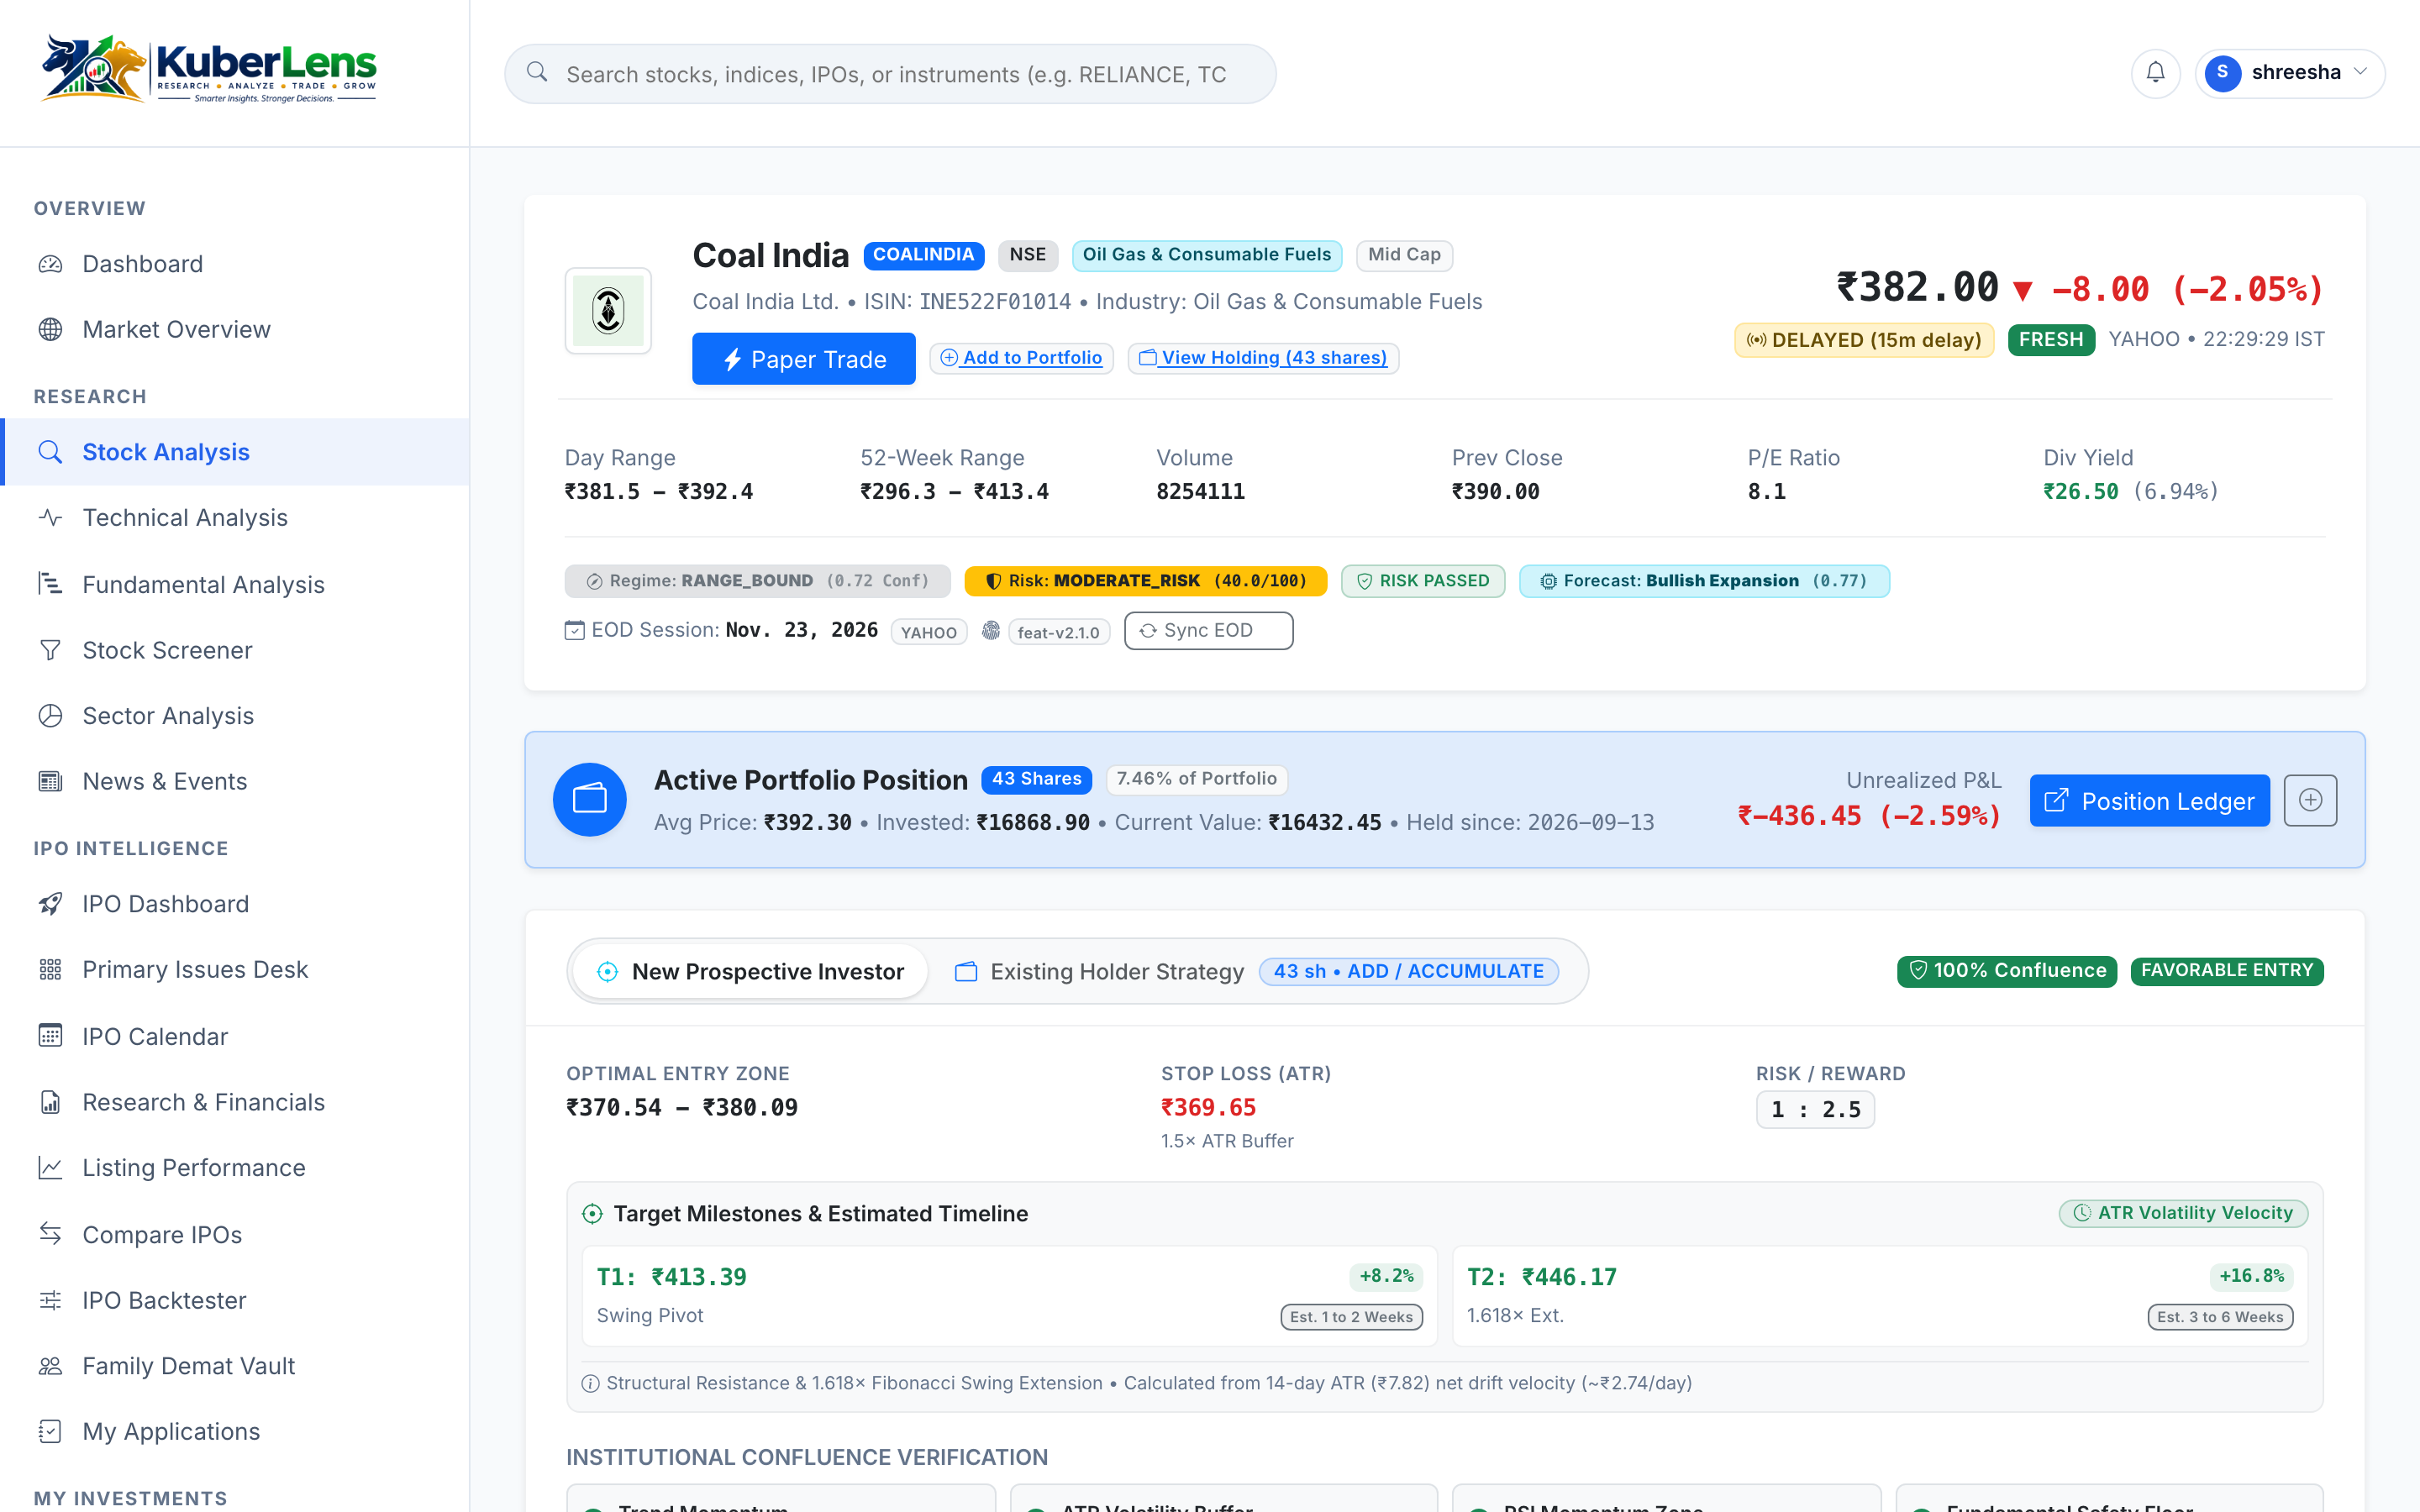 KuberLens
RESEARCH • ANALYZE • TRADE • GROW
Smarter Insights. Stronger Decisions.
Search stocks, indices, IPOs, or instruments (e.g. RELIANCE, TC
S
shreesha
OVERVIEW
Dashboard
Market Overview
RESEARCH
Stock Analysis
Technical Analysis
Fundamental Analysis
Stock Screener
Sector Analysis
News & Events
IPO INTELLIGENCE
IPO Dashboard
Primary Issues Desk
IPO Calendar
Research & Financials
Listing Performance
Compare IPOs
IPO Backtester
Family Demat Vault
My Applications
MY INVESTMENTS
Coal India COALINDIA NSE Oil Gas & Consumable Fuels Mid Cap
Coal India Ltd. • ISIN: INE522F01014 • Industry: Oil Gas & Consumable Fuels
Paper Trade Add to Portfolio View Holding (43 shares)
₹382.00 ▼ −8.00 (−2.05%)
DELAYED (15m delay) FRESH YAHOO • 22:29:29 IST
Day Range 52-Week Range Volume Prev Close P/E Ratio Div Yield
₹381.5 – ₹392.4 ₹296.3 – ₹413.4 8254111 ₹390.00 8.1 ₹26.50 (6.94%)
Regime: RANGE_BOUND (0.72 Conf) Risk: MODERATE_RISK (40.0/100) RISK PASSED Forecast: Bullish Expansion (0.77)
EOD Session: Nov. 23, 2026 YAHOO feat-v2.1.0 Sync EOD
Active Portfolio Position 43 Shares 7.46% of Portfolio
Avg Price: ₹392.30 • Invested: ₹16868.90 • Current Value: ₹16432.45 • Held since: 2026-09-13
Unrealized P&L
₹-436.45 (-2.59%)
Position Ledger
New Prospective Investor Existing Holder Strategy 43 sh • ADD / ACCUMULATE 100% Confluence FAVORABLE ENTRY
OPTIMAL ENTRY ZONE STOP LOSS (ATR) RISK / REWARD
₹370.54 – ₹380.09 ₹369.65 1 : 2.5
1.5× ATR Buffer
Target Milestones & Estimated Timeline ATR Volatility Velocity
T1: ₹413.39 +8.2% T2: ₹446.17 +16.8%
Swing Pivot Est. 1 to 2 Weeks 1.618× Ext. Est. 3 to 6 Weeks
Structural Resistance & 1.618× Fibonacci Swing Extension • Calculated from 14-day ATR (₹7.82) net drift velocity (~₹2.74/day)
INSTITUTIONAL CONFLUENCE VERIFICATION
Trend Momentum ATR Volatility Buffer RSI Momentum Zone Fundamental Safety Floor